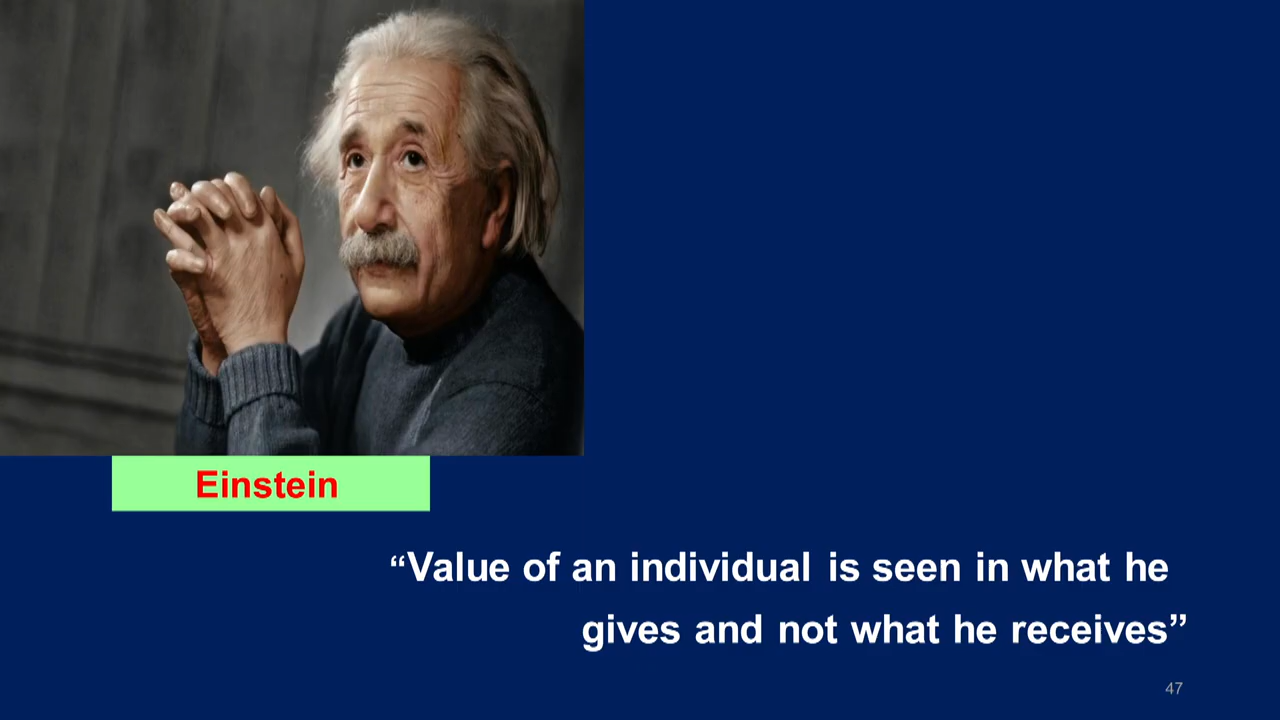 Einstein
“Value of an individual is seen in what he
gives and not what he receives”
47